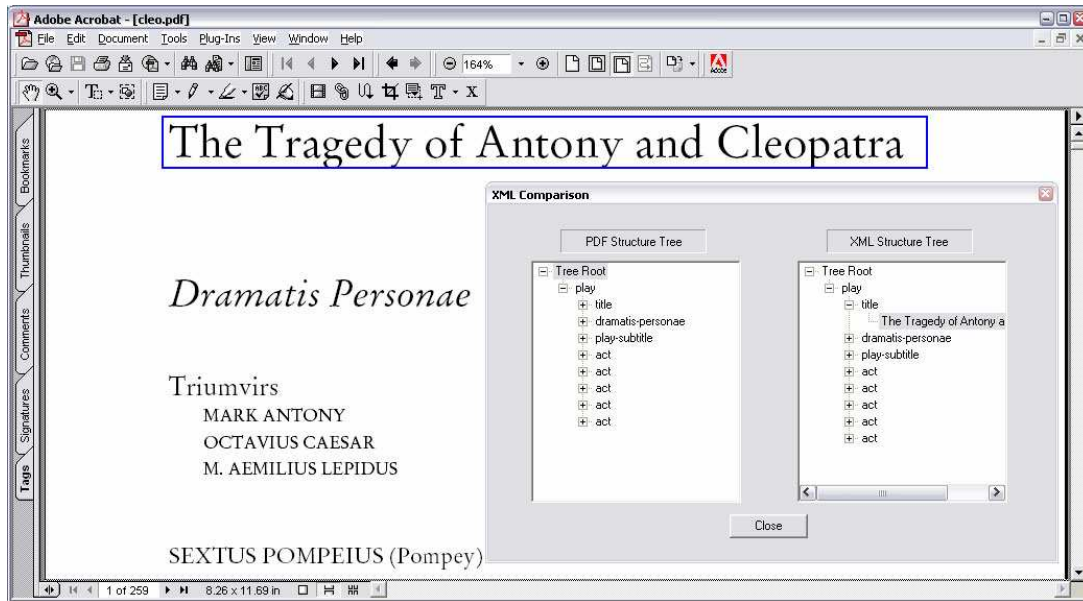 Adobe Acrobat - [cleo.pdf]
File Edit Document Tools Plug-Ins View Window Help
164%
Adobe
Bookmarks
Thumbnails
Comments
Signatures
Tags
The Tragedy of Antony and Cleopatra
Dramatis Personae
Triumvirs
MARK ANTONY
OCTAVIUS CAESAR
M. AEMILIUS LEPIDUS
SEXTUS POMPEIUS (Pompey)
XML Comparison
PDF Structure Tree
Tree Root
play
title
dramatis-personae
play-subtitle
act
act
act
act
act
XML Structure Tree
Tree Root
play
title
The Tragedy of Antony a
dramatis-personae
play-subtitle
act
act
act
act
act
Close
1 of 259
8.26 x 11.69 in